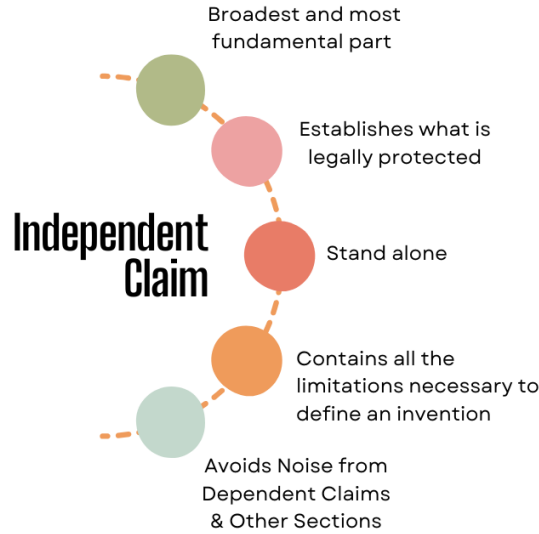 Broadest and most
fundamental part
Establishes what is
legally protected
Independent
Claim
Stand alone
Contains all the
limitations necessary to
define an invention
Avoids Noise from
Dependent Claims
& Other Sections